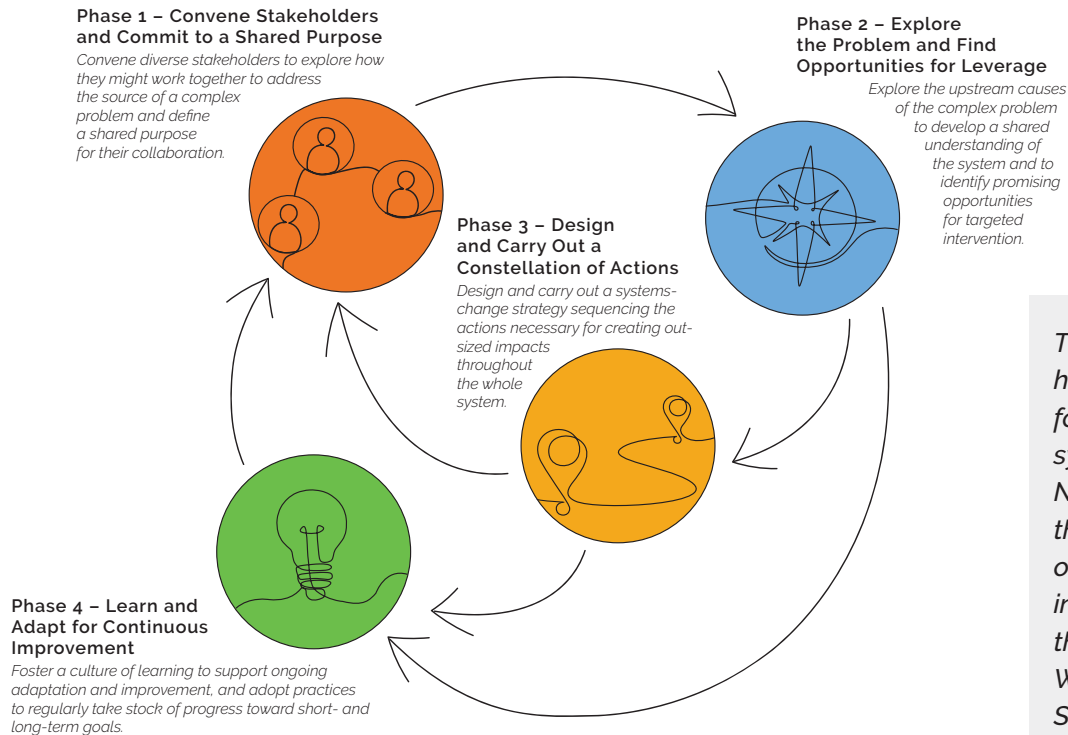 Phase 1 – Convene Stakeholders
and Commit to a Shared Purpose
Convene diverse stakeholders to explore how
they might work together to address
the source of a complex
problem and define
a shared purpose
for their collaboration.
Phase 2 – Explore
the Problem and Find
Opportunities for Leverage
Explore the upstream causes
of the complex problem
to develop a shared
understanding of
the system and to
identify promising
opportunities
for targeted
intervention.
Phase 3 – Design
and Carry Out a
Constellation of Actions
Design and carry out a systems-
change strategy sequencing the
actions necessary for creating out-
sized impacts
throughout
the whole
system.
Phase 4 – Learn and
Adapt for Continuous
Improvement
Foster a culture of learning to support ongoing
adaptation and improvement, and adopt practices
to regularly take stock of progress toward short- and
long-term goals.